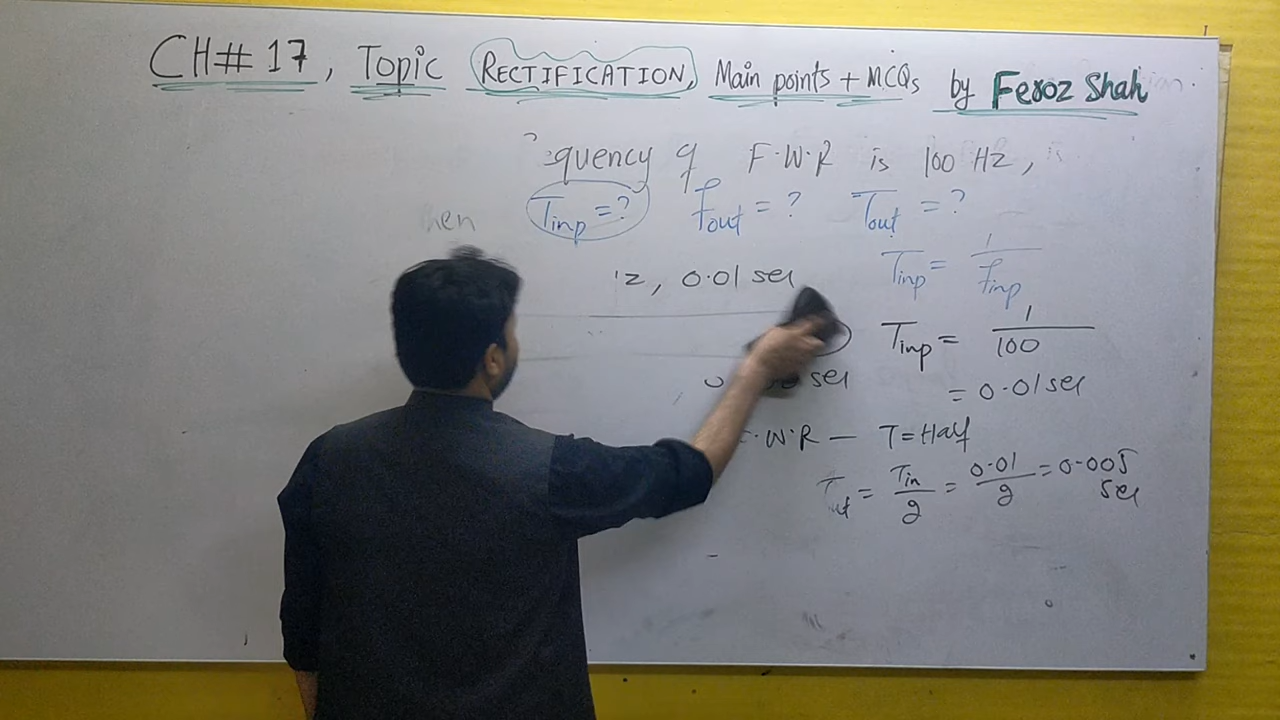 CH# 17, Topic RECTIFICATION, Main points + MCQs by Feroz Shah
equency of F.W.R is 100 Hz,
hen Tinp = ? fout = ? Tout = ?
Tinp = 1/finp
z, 0.01 sec
Tinp = 1/100
sec = 0.01 sec
.W.R — T = Half
Tout = Tin/2 = 0.01/2 = 0.005 sec